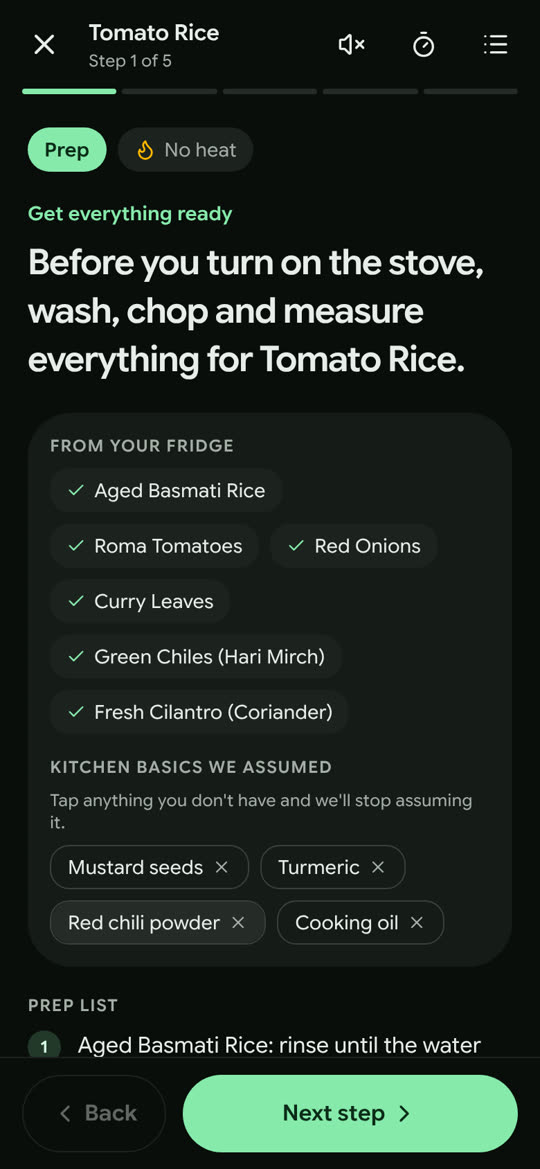 Tomato Rice
Step 1 of 5
Prep
No heat
Get everything ready
Before you turn on the stove,
wash, chop and measure
everything for Tomato Rice.
FROM YOUR FRIDGE
Aged Basmati Rice
Roma Tomatoes
Red Onions
Curry Leaves
Green Chiles (Hari Mirch)
Fresh Cilantro (Coriander)
KITCHEN BASICS WE ASSUMED
Tap anything you don't have and we'll stop assuming
it.
Mustard seeds
Turmeric
Red chili powder
Cooking oil
PREP LIST
1 Aged Basmati Rice: rinse until the water
Back
Next step